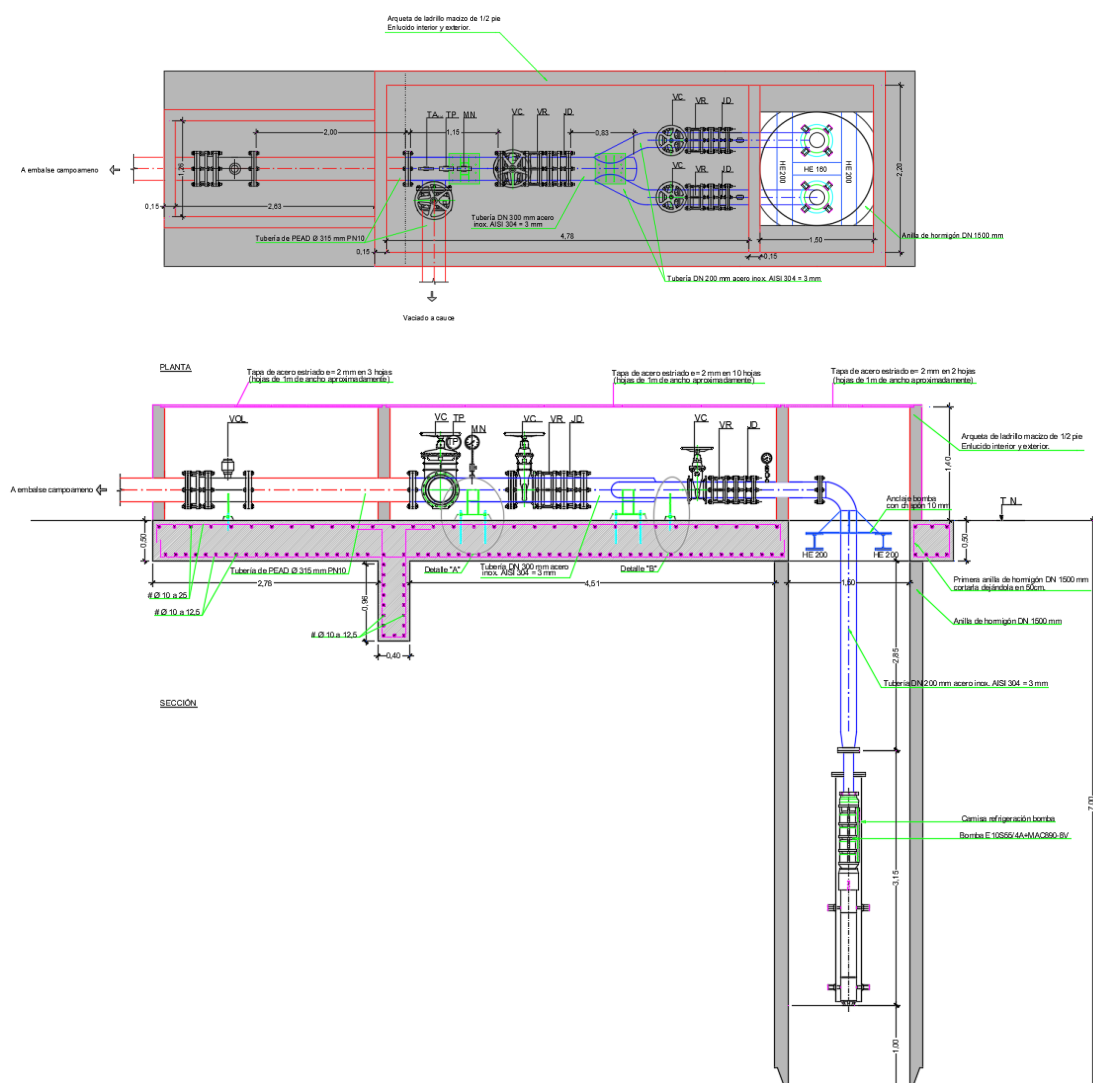 Arqueta de ladrillo macizo de 1/2 pie
Enlucido interior y exterior.
TA
TP
MN
VC
VR
JD
VC
VR
JD
2,00
1,15
0,83
A embalse campoameno
1,26
HE 200
HE 160
HE 200
2,20
VC
VR
JD
0,15
2,63
Tubería DN 300 mm acero
inox. AISI 304 = 3 mm
Tubería de PEAD Ø 315 mm PN10
4,78
1,50
Anilla de hormigón DN 1500 mm
0,15
0,15
Tubería DN 200 mm acero inox. AISI 304 = 3 mm
Vaciado a cauce
PLANTA
Tapa de acero estriado e= 2 mm en 3 hojas
(hojas de 1m de ancho aproximadamente)
Tapa de acero estriado e= 2 mm en 10 hojas
(hojas de 1m de ancho aproximadamente)
Tapa de acero estriado e= 2 mm en 2 hojas
(hojas de 1m de ancho aproximadamente)
VOL
VC
TP
MN
VC
VR
JD
VC
VR
JD
TP
1,40
Arqueta de ladrillo macizo de 1/2 pie
Enlucido interior y exterior.
A embalse campoameno
Anclaje bomba
con chapón 10 mm
T.N.
0,50
0,50
HE 200
HE 200
Tubería de PEAD Ø 315 mm PN10
Detalle "A"
Tubería DN 300 mm acero
inox. AISI 304 = 3 mm
Detalle "B"
2,78
4,51
1,50
Primera anilla de hormigón DN 1500 mm
cortarla dejándola en 50cm.
# Ø 10 a 25
# Ø 10 a 12,5
0,96
# Ø 10 a 12,5
Anilla de hormigón DN 1500 mm
0,40
2,85
Tubería DN 200 mm acero inox. AISI 304 = 3 mm
SECCIÓN
7,00
Camisa refrigeración bomba
Bomba E10S55/4A+MAC890-8V
3,15
1,00